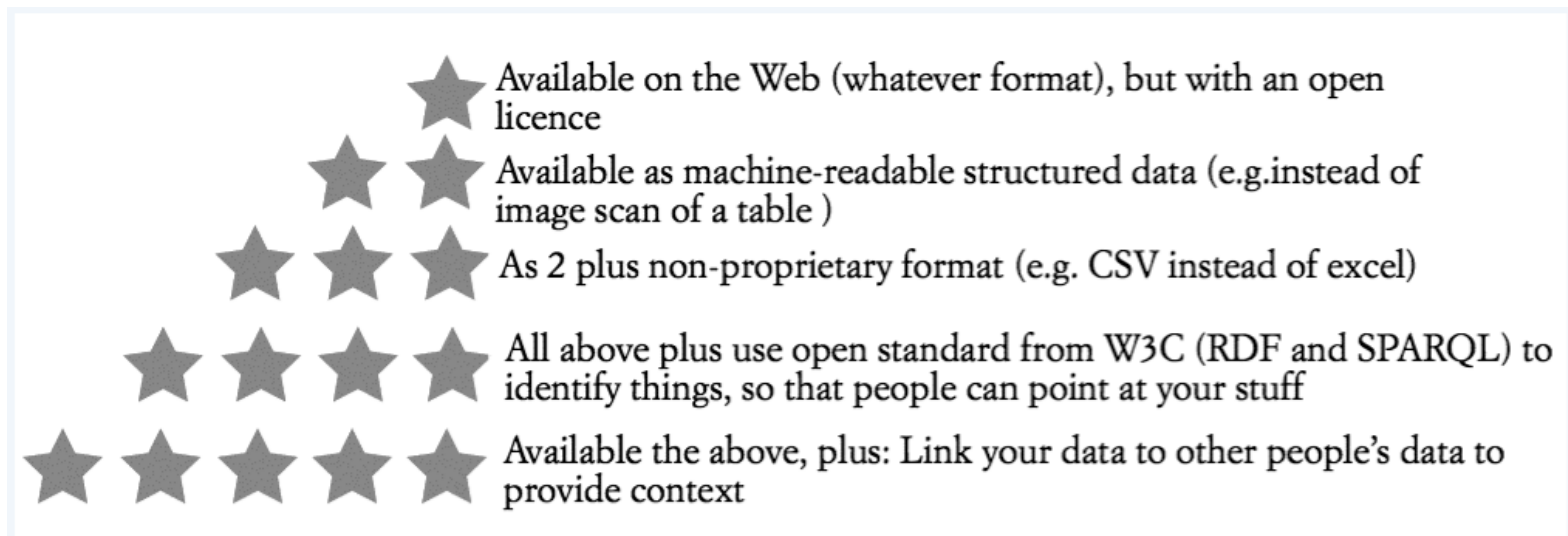 Available on the Web (whatever format), but with an open
licence
Available as machine-readable structured data (e.g.instead of
image scan of a table )
As 2 plus non-proprietary format (e.g. CSV instead of excel)
All above plus use open standard from W3C (RDF and SPARQL) to
identify things, so that people can point at your stuff
Available the above, plus: Link your data to other people’s data to
provide context